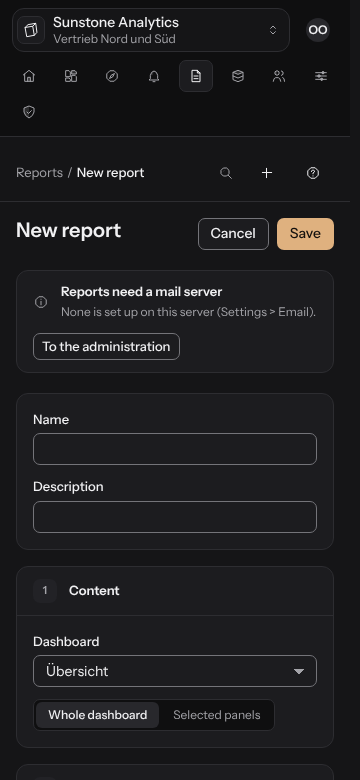 Sunstone Analytics
Vertrieb Nord und Süd
OO
Reports / New report
New report
Cancel
Save
Reports need a mail server
None is set up on this server (Settings > Email).
To the administration
Name
Description
1 Content
Dashboard
Übersicht
Whole dashboard
Selected panels